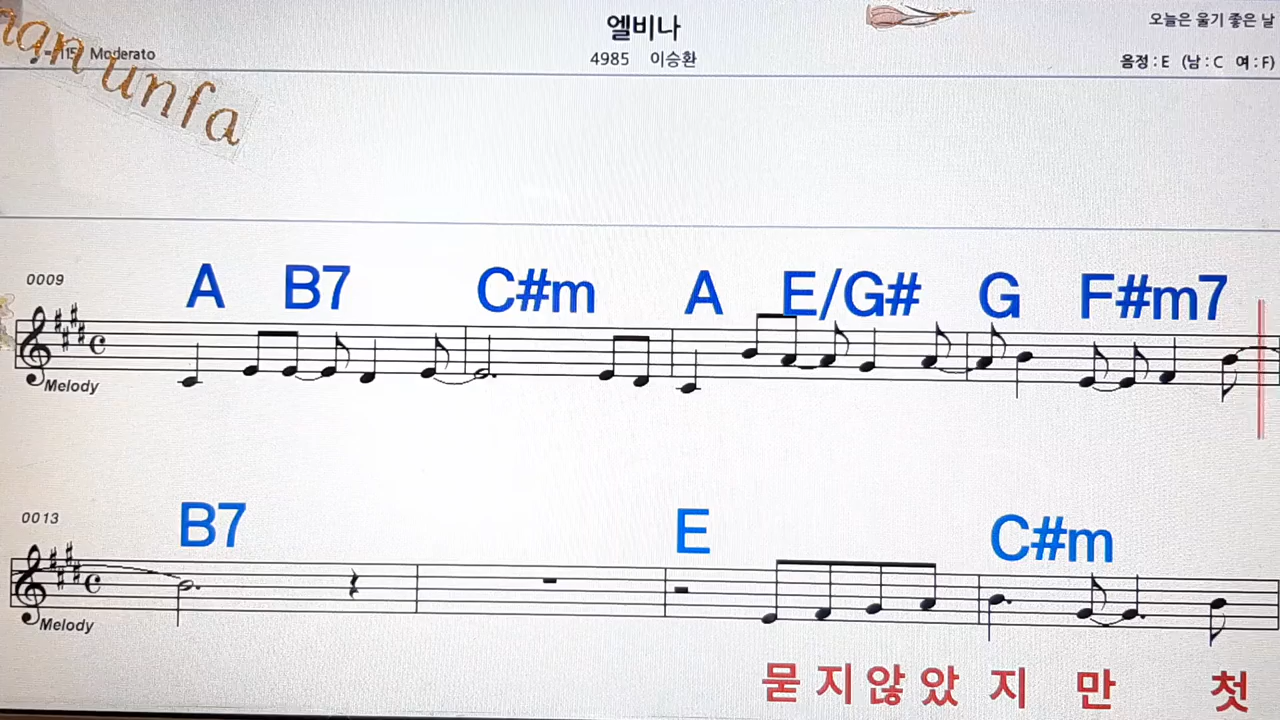 엘비나
오늘은 울기 좋은 날
Moderato
4985 이승환
음정 : E (남 : C 여 : F)
unfa
0009
A B7 C#m A E/G# G F#m7
Melody
0013
B7 E C#m
Melody
묻 지 않 았 지 만 첫